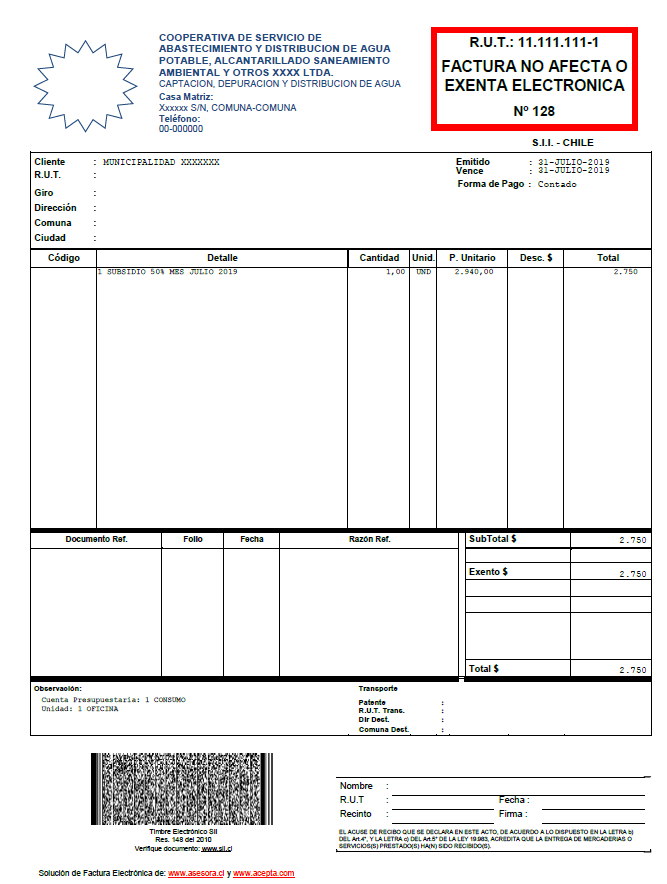 COOPERATIVA DE SERVICIO DE
ABASTECIMIENTO Y DISTRIBUCION DE AGUA
POTABLE, ALCANTARILLADO SANEAMIENTO
AMBIENTAL Y OTROS XXXX LTDA.
CAPTACION, DEPURACION Y DISTRIBUCION DE AGUA
Casa Matriz:
Xxxxxx S/N, COMUNA-COMUNA
Teléfono:
00-000000
R.U.T.: 11.111.111-1
FACTURA NO AFECTA O
EXENTA ELECTRONICA
Nº 128
S.I.I. - CHILE
Cliente : MUNICIPALIDAD XXXXXXX
R.U.T. :
Giro :
Dirección :
Comuna :
Ciudad :
Emitido : 31-JULIO-2019
Vence : 31-JULIO-2019
Forma de Pago : Contado
Código Detalle Cantidad Unid. P. Unitario Desc. $ Total
1 SUBSIDIO 50% MES JULIO 2019 1,00 UND 2.940,00 2.750
Documento Ref. Folio Fecha Razón Ref.
SubTotal $ 2.750
Exento $ 2.750
Total $ 2.750
Observación:
Cuenta Presupuestaria: 1 CONSUMO
Unidad: 1 OFICINA
Transporte
Patente :
R.U.T. Trans. :
Dir Dest. :
Comuna Dest. :
Timbre Electrónico SII
Res. 148 del 2010
Verifique documento: www.sii.cl
Nombre :
R.U.T : Fecha :
Recinto : Firma :
EL ACUSE DE RECIBO QUE SE DECLARA EN ESTE ACTO, DE ACUERDO A LO DISPUESTO EN LA LETRA b)
DEL Art.4°, Y LA LETRA c) DEL Art.5° DE LA LEY 19.983, ACREDITA QUE LA ENTREGA DE MERCADERIAS O
SERVICIOS(S) PRESTADO(S) HA(N) SIDO RECIBIDO(S).
Solución de Factura Electrónica de: www.asesora.cl y www.acepta.com